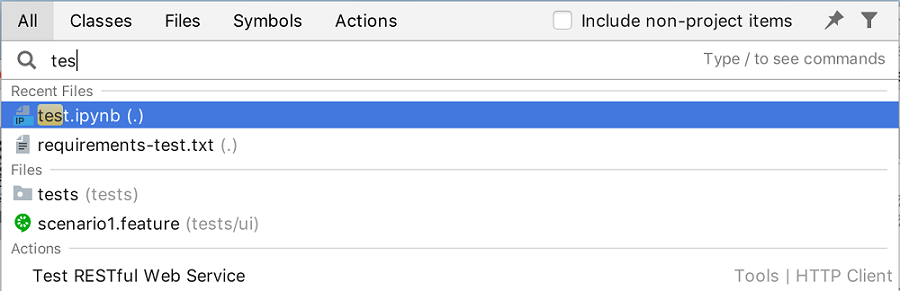 All Classes Files Symbols Actions Include non-project items
tes Type / to see commands
Recent Files
IP test.ipynb (.)
requirements-test.txt (.)
Files
tests (tests)
scenario1.feature (tests/ui)
Actions
Test RESTful Web Service Tools | HTTP Client